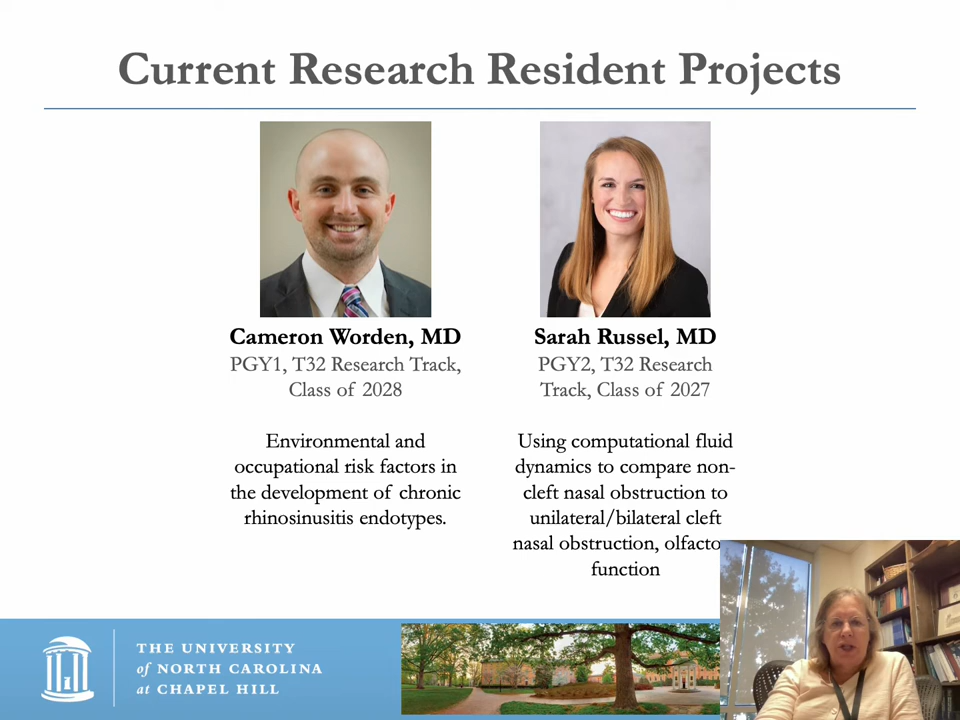 Current Research Resident Projects
Cameron Worden, MD
PGY1, T32 Research Track,
Class of 2028
Environmental and
occupational risk factors in
the development of chronic
rhinosinusitis endotypes.
Sarah Russel, MD
PGY2, T32 Research
Track, Class of 2027
Using computational fluid
dynamics to compare non-
cleft nasal obstruction to
unilateral/bilateral cleft
nasal obstruction, olfacto
function
THE UNIVERSITY
of NORTH CAROLINA
at CHAPEL HILL